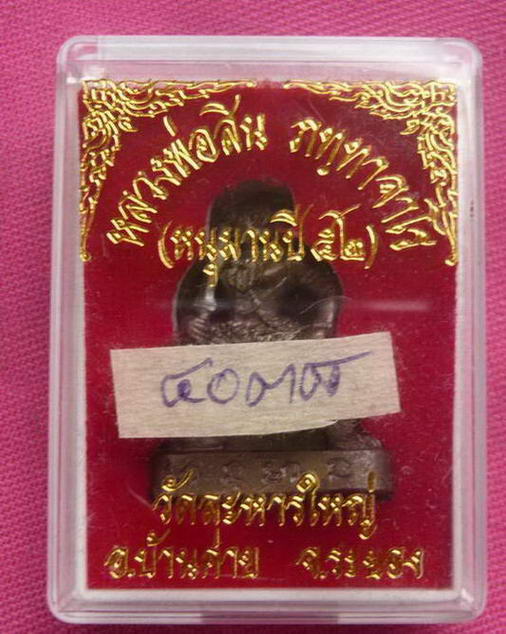 หลวงพ่อสิน ภทฺทาจาโร
(หนุมานปี ๕๒)
วัดละหารใหญ่
อ.บ้านค่าย จ.ระยอง